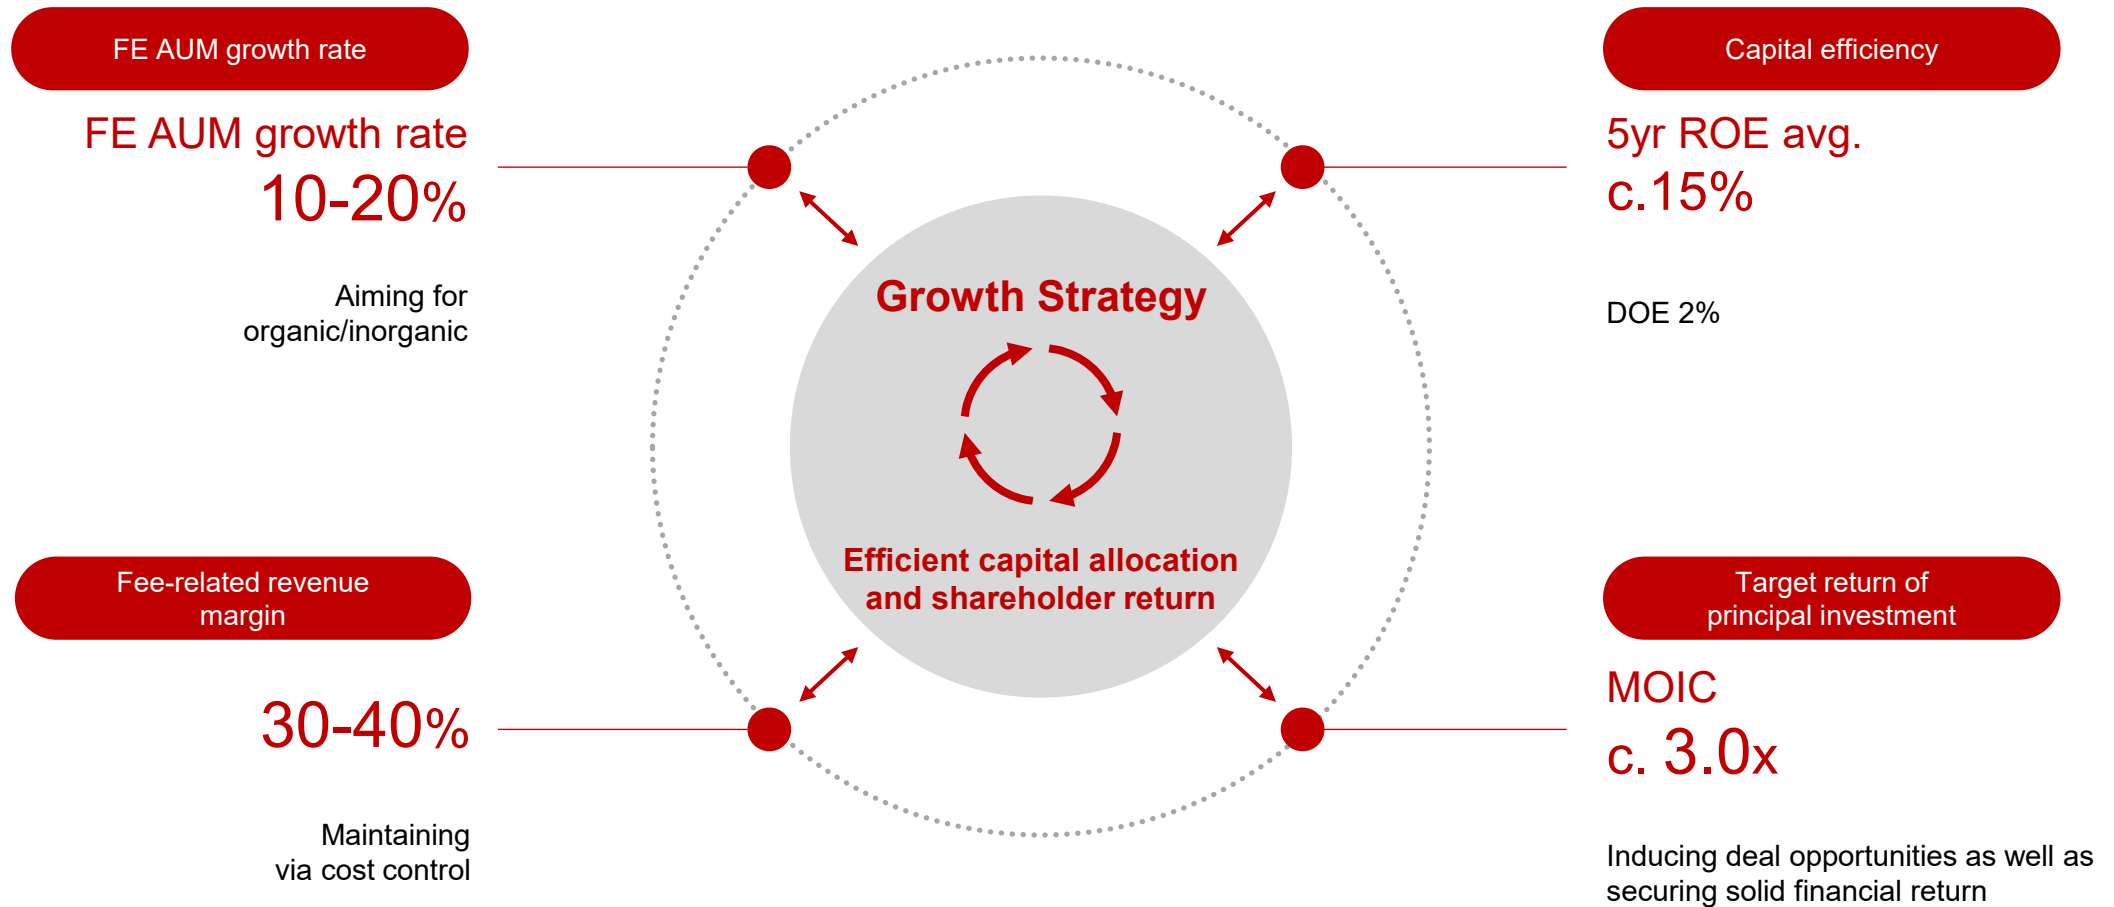 FE AUM growth rate
FE AUM growth rate
10-20%
Aiming for
organic/inorganic
Capital efficiency
5yr ROE avg.
c.15%
DOE 2%
Growth Strategy
Efficient capital allocation
and shareholder return
Fee-related revenue
margin
30-40%
Maintaining
via cost control
Target return of
principal investment
MOIC
c. 3.0x
Inducing deal opportunities as well as
securing solid financial return